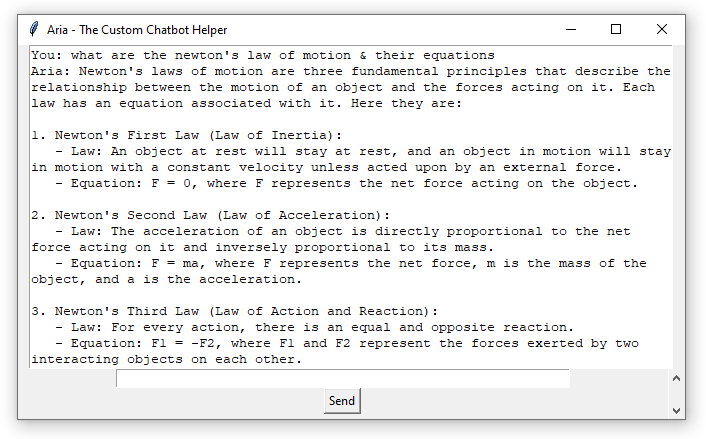 Aria - The Custom Chatbot Helper
You: what are the newton's law of motion & their equations
Aria: Newton's laws of motion are three fundamental principles that describe the
relationship between the motion of an object and the forces acting on it. Each
law has an equation associated with it. Here they are:
1. Newton's First Law (Law of Inertia):
- Law: An object at rest will stay at rest, and an object in motion will stay
in motion with a constant velocity unless acted upon by an external force.
- Equation: F = 0, where F represents the net force acting on the object.
2. Newton's Second Law (Law of Acceleration):
- Law: The acceleration of an object is directly proportional to the net
force acting on it and inversely proportional to its mass.
- Equation: F = ma, where F represents the net force, m is the mass of the
object, and a is the acceleration.
3. Newton's Third Law (Law of Action and Reaction):
- Law: For every action, there is an equal and opposite reaction.
- Equation: F1 = -F2, where F1 and F2 represent the forces exerted by two
interacting objects on each other.
Send